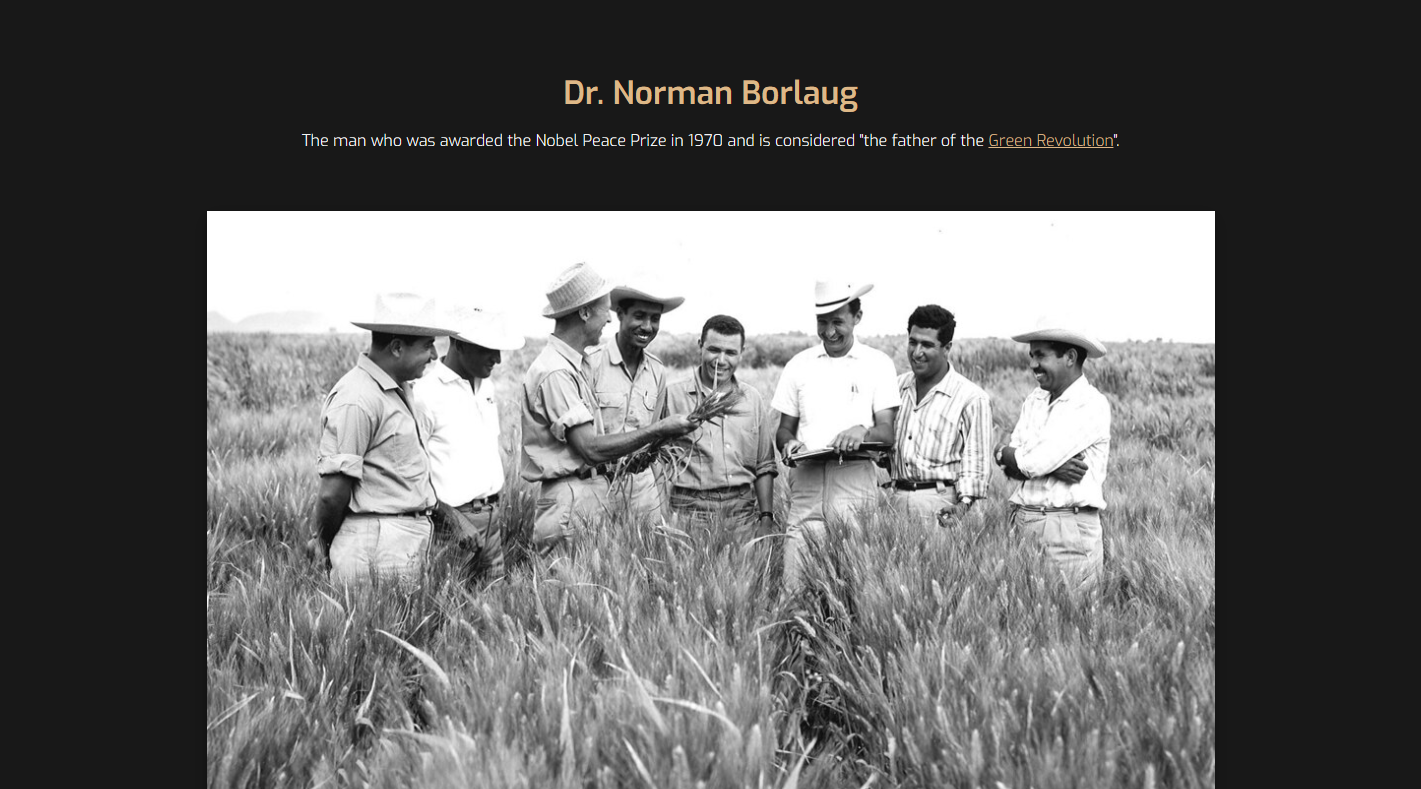 Dr. Norman Borlaug
The man who was awarded the Nobel Peace Prize in 1970 and is considered "the father of the Green Revolution".